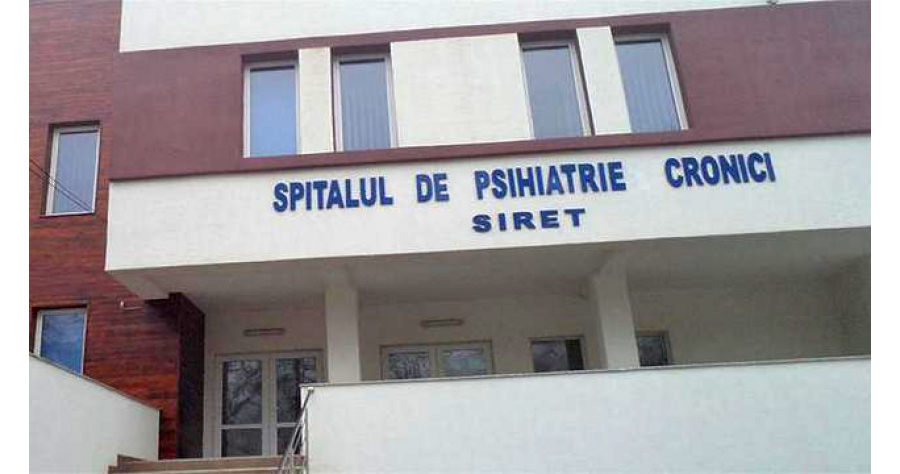 SPITALUL DE PSIHIATRIE CRONICI
SIRET